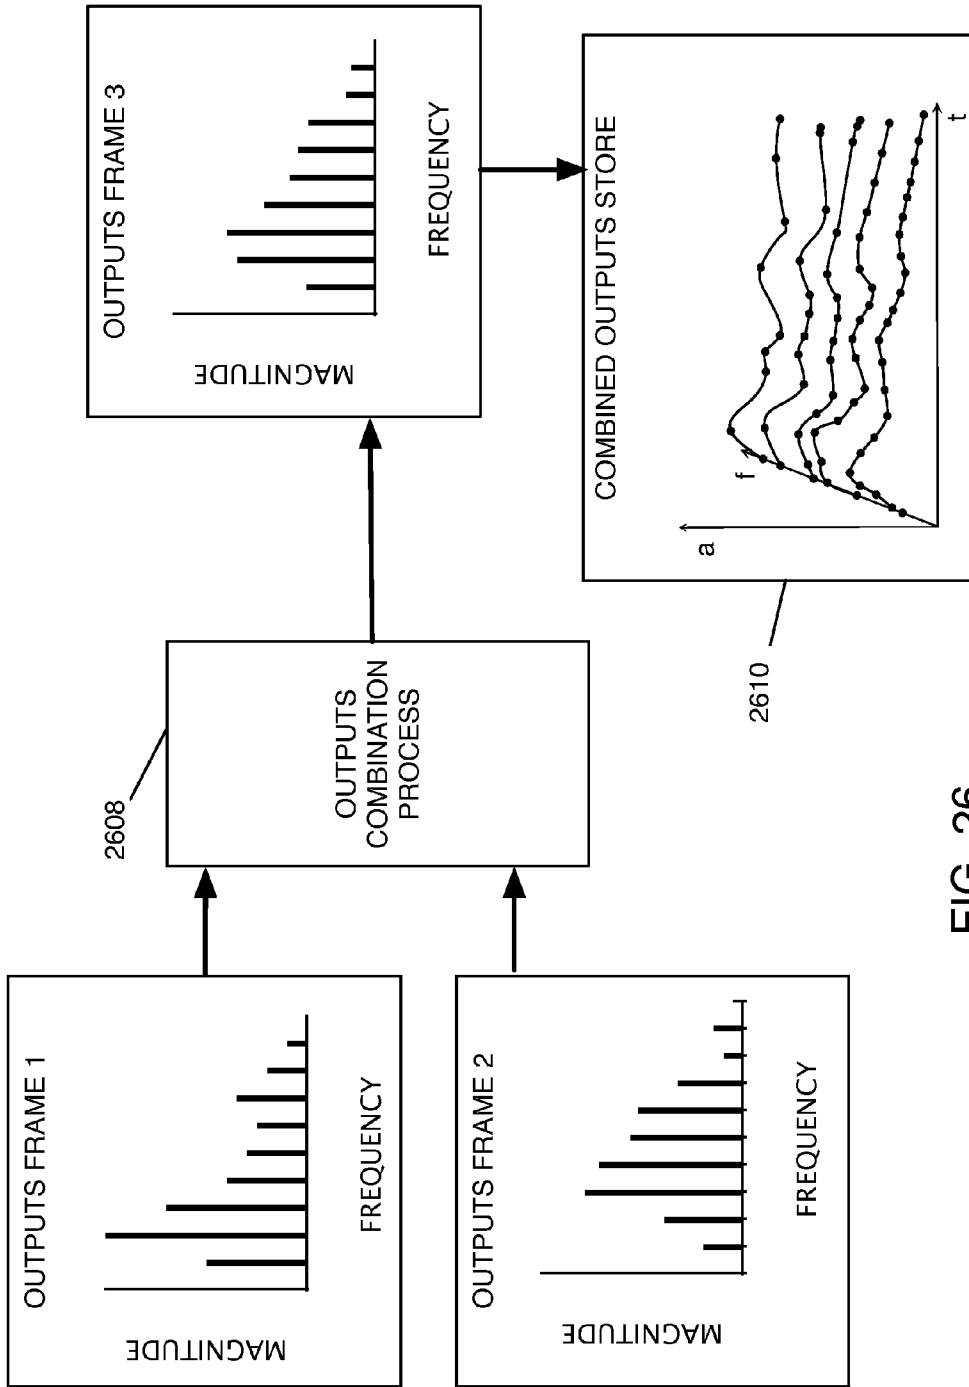 OUTPUTS FRAME 1
MAGNITUDE
FREQUENCY
OUTPUTS FRAME 2
MAGNITUDE
FREQUENCY
2608
OUTPUTS
COMBINATION
PROCESS
OUTPUTS FRAME 3
MAGNITUDE
FREQUENCY
COMBINED OUTPUTS STORE
a
f
t
2610
FIG. 26